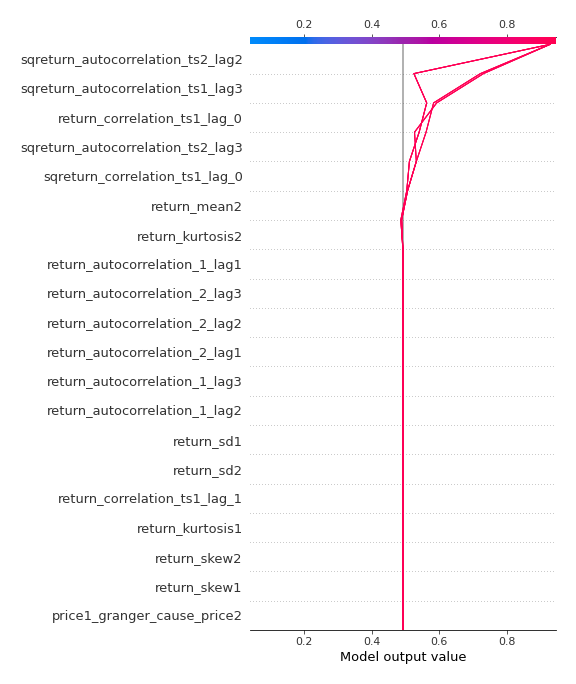 0.2 0.4 0.6 0.8
sqreturn_autocorrelation_ts2_lag2
sqreturn_autocorrelation_ts1_lag3
return_correlation_ts1_lag_0
sqreturn_autocorrelation_ts2_lag3
sqreturn_correlation_ts1_lag_0
return_mean2
return_kurtosis2
return_autocorrelation_1_lag1
return_autocorrelation_2_lag3
return_autocorrelation_2_lag2
return_autocorrelation_2_lag1
return_autocorrelation_1_lag3
return_autocorrelation_1_lag2
return_sd1
return_sd2
return_correlation_ts1_lag_1
return_kurtosis1
return_skew2
return_skew1
price1_granger_cause_price2
0.2 0.4 0.6 0.8
Model output value